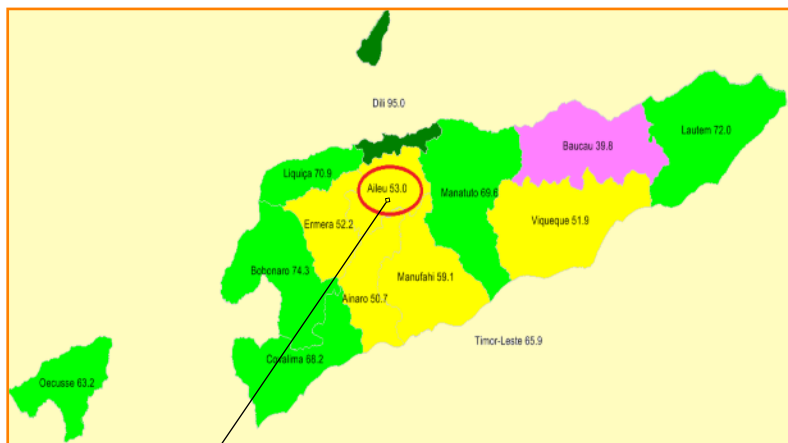 Dili 95.0
Lautem 72.0
Baucau 39.8
Liquiça 70.9
Aileu 53.0
Manatuto 69.6
Viqueque 51.9
Ermera 52.2
Bobonaro 74.3
Manufahi 59.1
Ainaro 50.7
Timor-Leste 65.9
Covalima 68.2
Oecusse 63.2